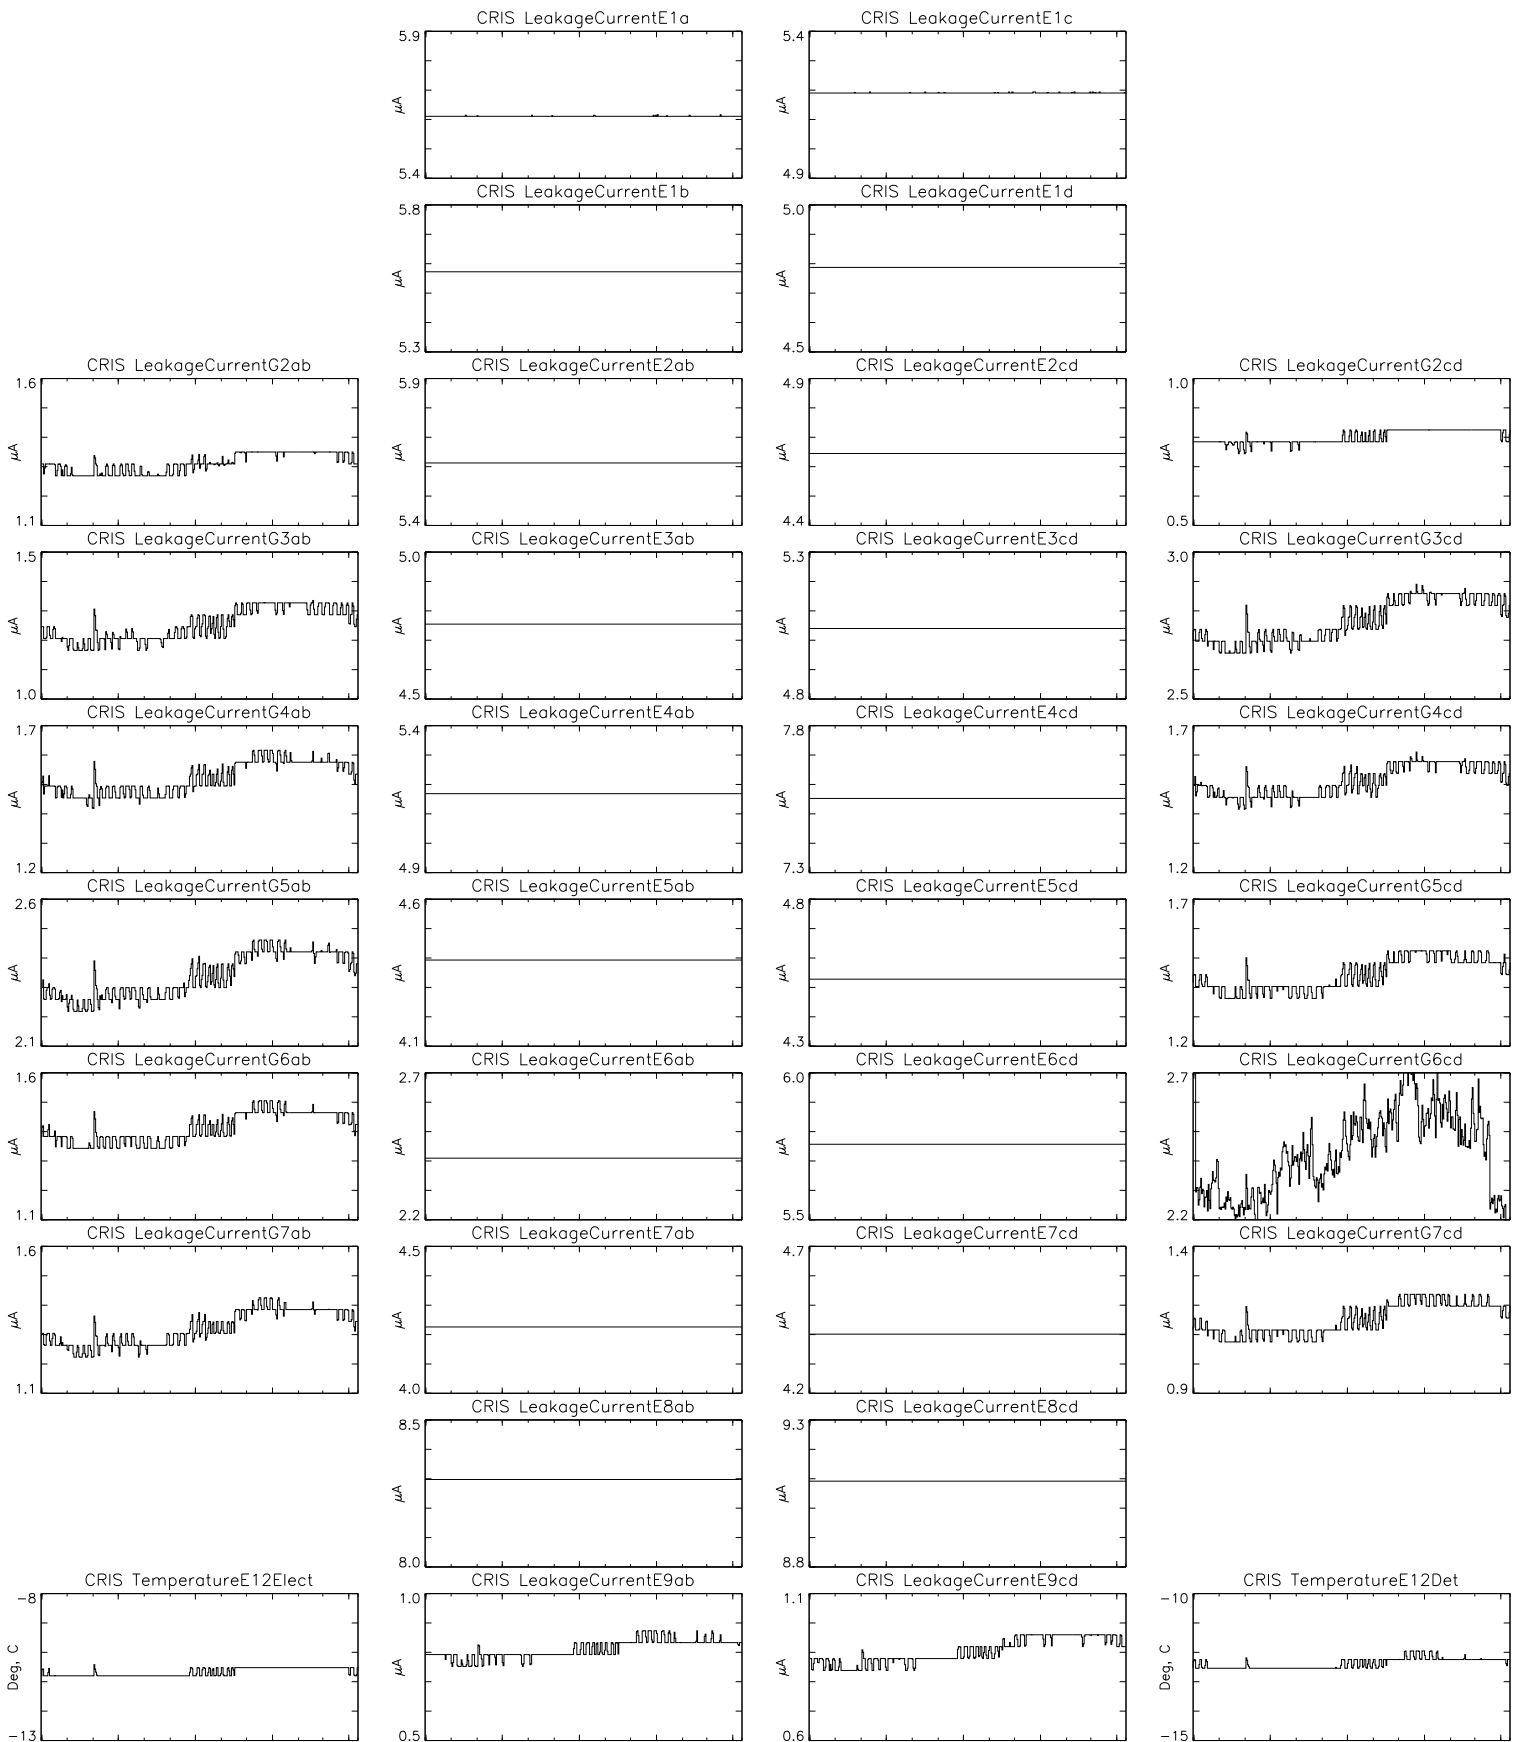 CRIS LeakageCurrentE1a CRIS LeakageCurrentE1c
5.9 5.4
μA μA
5.4 4.9
CRIS LeakageCurrentE1b CRIS LeakageCurrentE1d
5.8 5.0
μA μA
5.3 4.5
CRIS LeakageCurrentG2ab CRIS LeakageCurrentE2ab CRIS LeakageCurrentE2cd CRIS LeakageCurrentG2cd
1.6 5.9 4.9 1.0
μA μA μA μA
1.1 5.4 4.4 0.5
CRIS LeakageCurrentG3ab CRIS LeakageCurrentE3ab CRIS LeakageCurrentE3cd CRIS LeakageCurrentG3cd
1.5 5.0 5.3 3.0
μA μA μA μA
1.0 4.5 4.8 2.5
CRIS LeakageCurrentG4ab CRIS LeakageCurrentE4ab CRIS LeakageCurrentE4cd CRIS LeakageCurrentG4cd
1.7 5.4 7.8 1.7
μA μA μA μA
1.2 4.9 7.3 1.2
CRIS LeakageCurrentG5ab CRIS LeakageCurrentE5ab CRIS LeakageCurrentE5cd CRIS LeakageCurrentG5cd
2.6 4.6 4.8 1.7
μA μA μA μA
2.1 4.1 4.3 1.2
CRIS LeakageCurrentG6ab CRIS LeakageCurrentE6ab CRIS LeakageCurrentE6cd CRIS LeakageCurrentG6cd
1.6 2.7 6.0 2.7
μA μA μA μA
1.1 2.2 5.5 2.2
CRIS LeakageCurrentG7ab CRIS LeakageCurrentE7ab CRIS LeakageCurrentE7cd CRIS LeakageCurrentG7cd
1.6 4.5 4.7 1.4
μA μA μA μA
1.1 4.0 4.2 0.9
CRIS LeakageCurrentE8ab CRIS LeakageCurrentE8cd
8.5 9.3
μA μA
8.0 8.8
CRIS TemperatureE12Elect CRIS LeakageCurrentE9ab CRIS LeakageCurrentE9cd CRIS TemperatureE12Det
-8 1.0 1.1 -10
Deg, C μA μA Deg, C
-13 0.5 0.6 -15